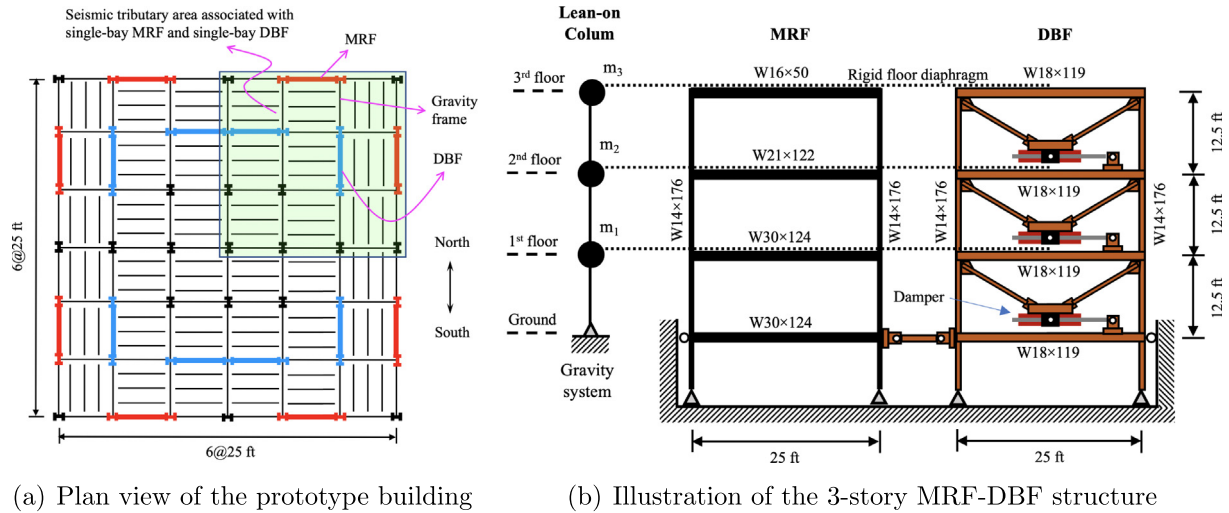 Seismic tributary area associated with
single-bay MRF and single-bay DBF
MRF
Gravity
frame
DBF
North
South
6@25 ft
6@25 ft
(a) Plan view of the prototype building
Lean-on
Colum
MRF
DBF
3rd floor
m3
W16×50
Rigid floor diaphragm
W18×119
2nd floor
m2
W21×122
W18×119
1st floor
m1
W30×124
W18×119
Ground
W30×124
W18×119
Gravity
system
W14×176
W14×176
W14×176
W14×176
Damper
12.5 ft
12.5 ft
12.5 ft
25 ft
25 ft
(b) Illustration of the 3-story MRF-DBF structure